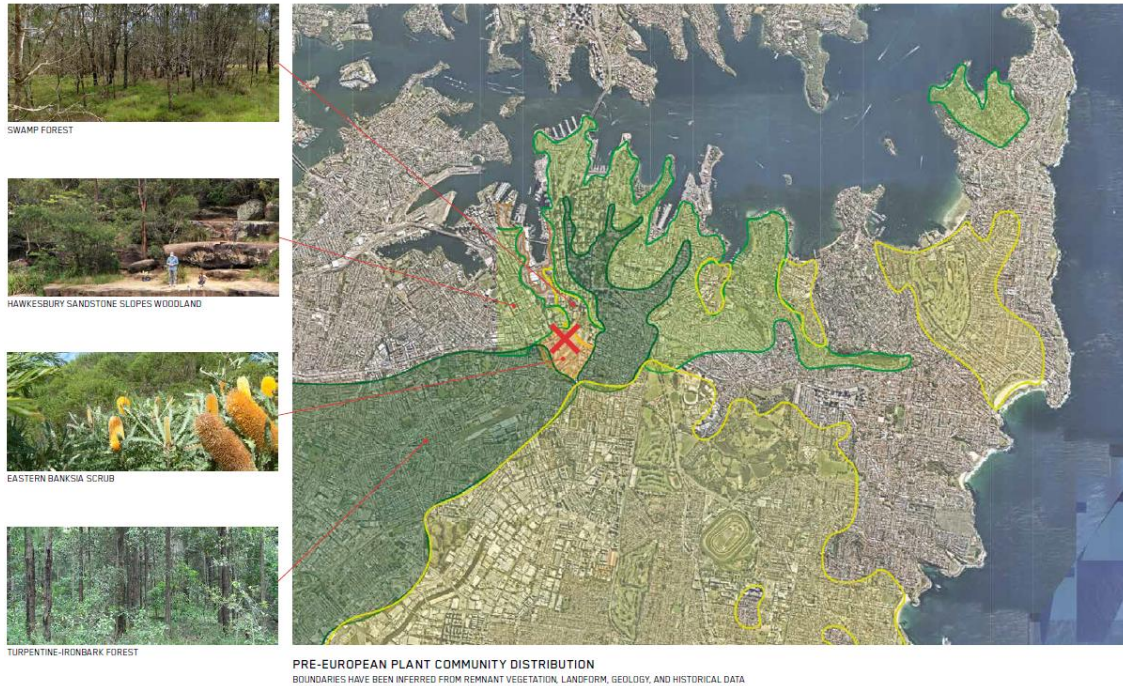 SWAMP FOREST
HAWKESBURY SANDSTONE SLOPES WOODLAND
EASTERN BANKSIA SCRUB
TURPENTINE-IRONBARK FOREST
PRE-EUROPEAN PLANT COMMUNITY DISTRIBUTION
BOUNDARIES HAVE BEEN INFERRED FROM REMNANT VEGETATION, LANDFORM, GEOLOGY, AND HISTORICAL DATA